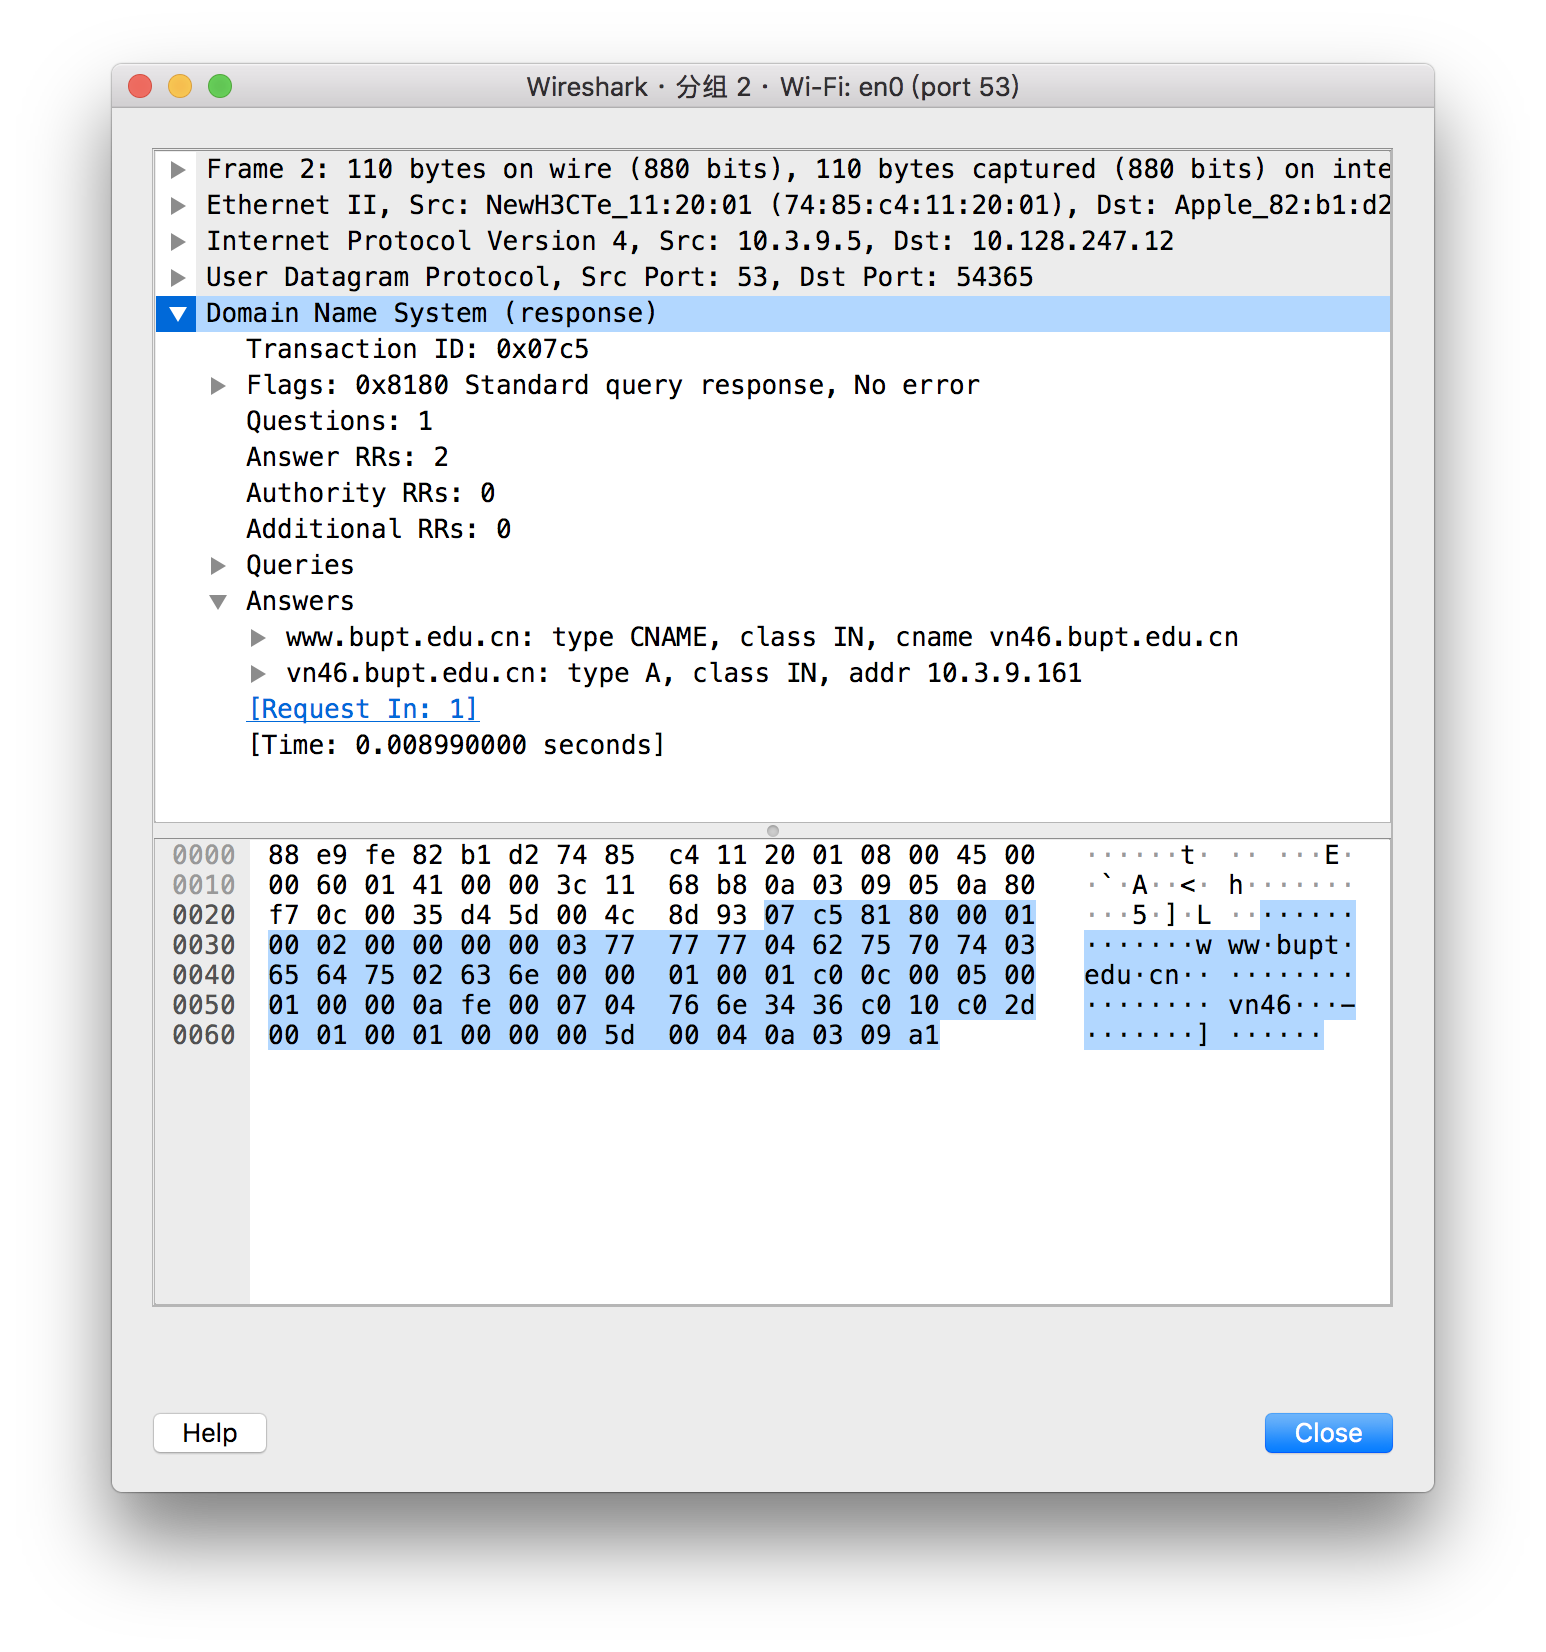 Wireshark · 分组 2 · Wi-Fi: en0 (port 53)
Frame 2: 110 bytes on wire (880 bits), 110 bytes captured (880 bits) on inte
Ethernet II, Src: NewH3CTe_11:20:01 (74:85:c4:11:20:01), Dst: Apple_82:b1:d2
Internet Protocol Version 4, Src: 10.3.9.5, Dst: 10.128.247.12
User Datagram Protocol, Src Port: 53, Dst Port: 54365
Domain Name System (response)
Transaction ID: 0x07c5
Flags: 0x8180 Standard query response, No error
Questions: 1
Answer RRs: 2
Authority RRs: 0
Additional RRs: 0
Queries
Answers
www.bupt.edu.cn: type CNAME, class IN, cname vn46.bupt.edu.cn
vn46.bupt.edu.cn: type A, class IN, addr 10.3.9.161
[Request In: 1]
[Time: 0.008990000 seconds]
0000 88 e9 fe 82 b1 d2 74 85 c4 11 20 01 08 00 45 00 ······t· ·· ···E·
0010 00 60 01 41 00 00 3c 11 68 b8 0a 03 09 05 0a 80 ·`·A··<· h·······
0020 f7 0c 00 35 d4 5d 00 4c 8d 93 07 c5 81 80 00 01 ···5·]·L ········
0030 00 02 00 00 00 00 03 77 77 77 04 62 75 70 74 03 ·······w ww·bupt·
0040 65 64 75 02 63 6e 00 00 01 00 01 c0 0c 00 05 00 edu·cn·· ········
0050 01 00 00 0a fe 00 07 04 76 6e 34 36 c0 10 c0 2d ········ vn46···-
0060 00 01 00 01 00 00 00 5d 00 04 0a 03 09 a1 ·······] ······
Help
Close